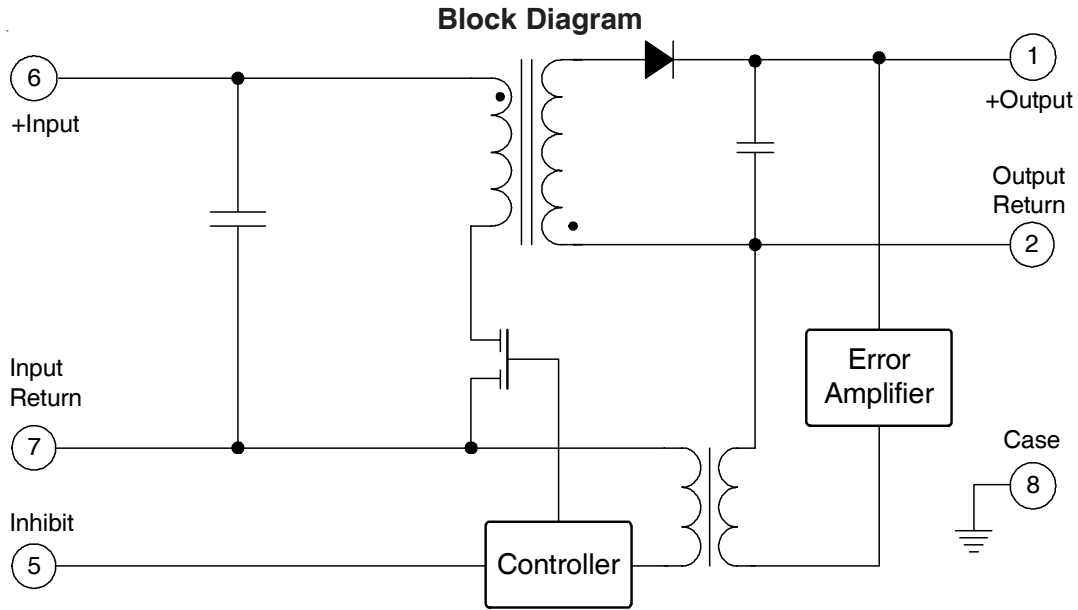 Block Diagram
6
+Input
1
+Output
Output
Return
2
Input
Return
7
Error
Amplifier
Case
8
Inhibit
5
Controller